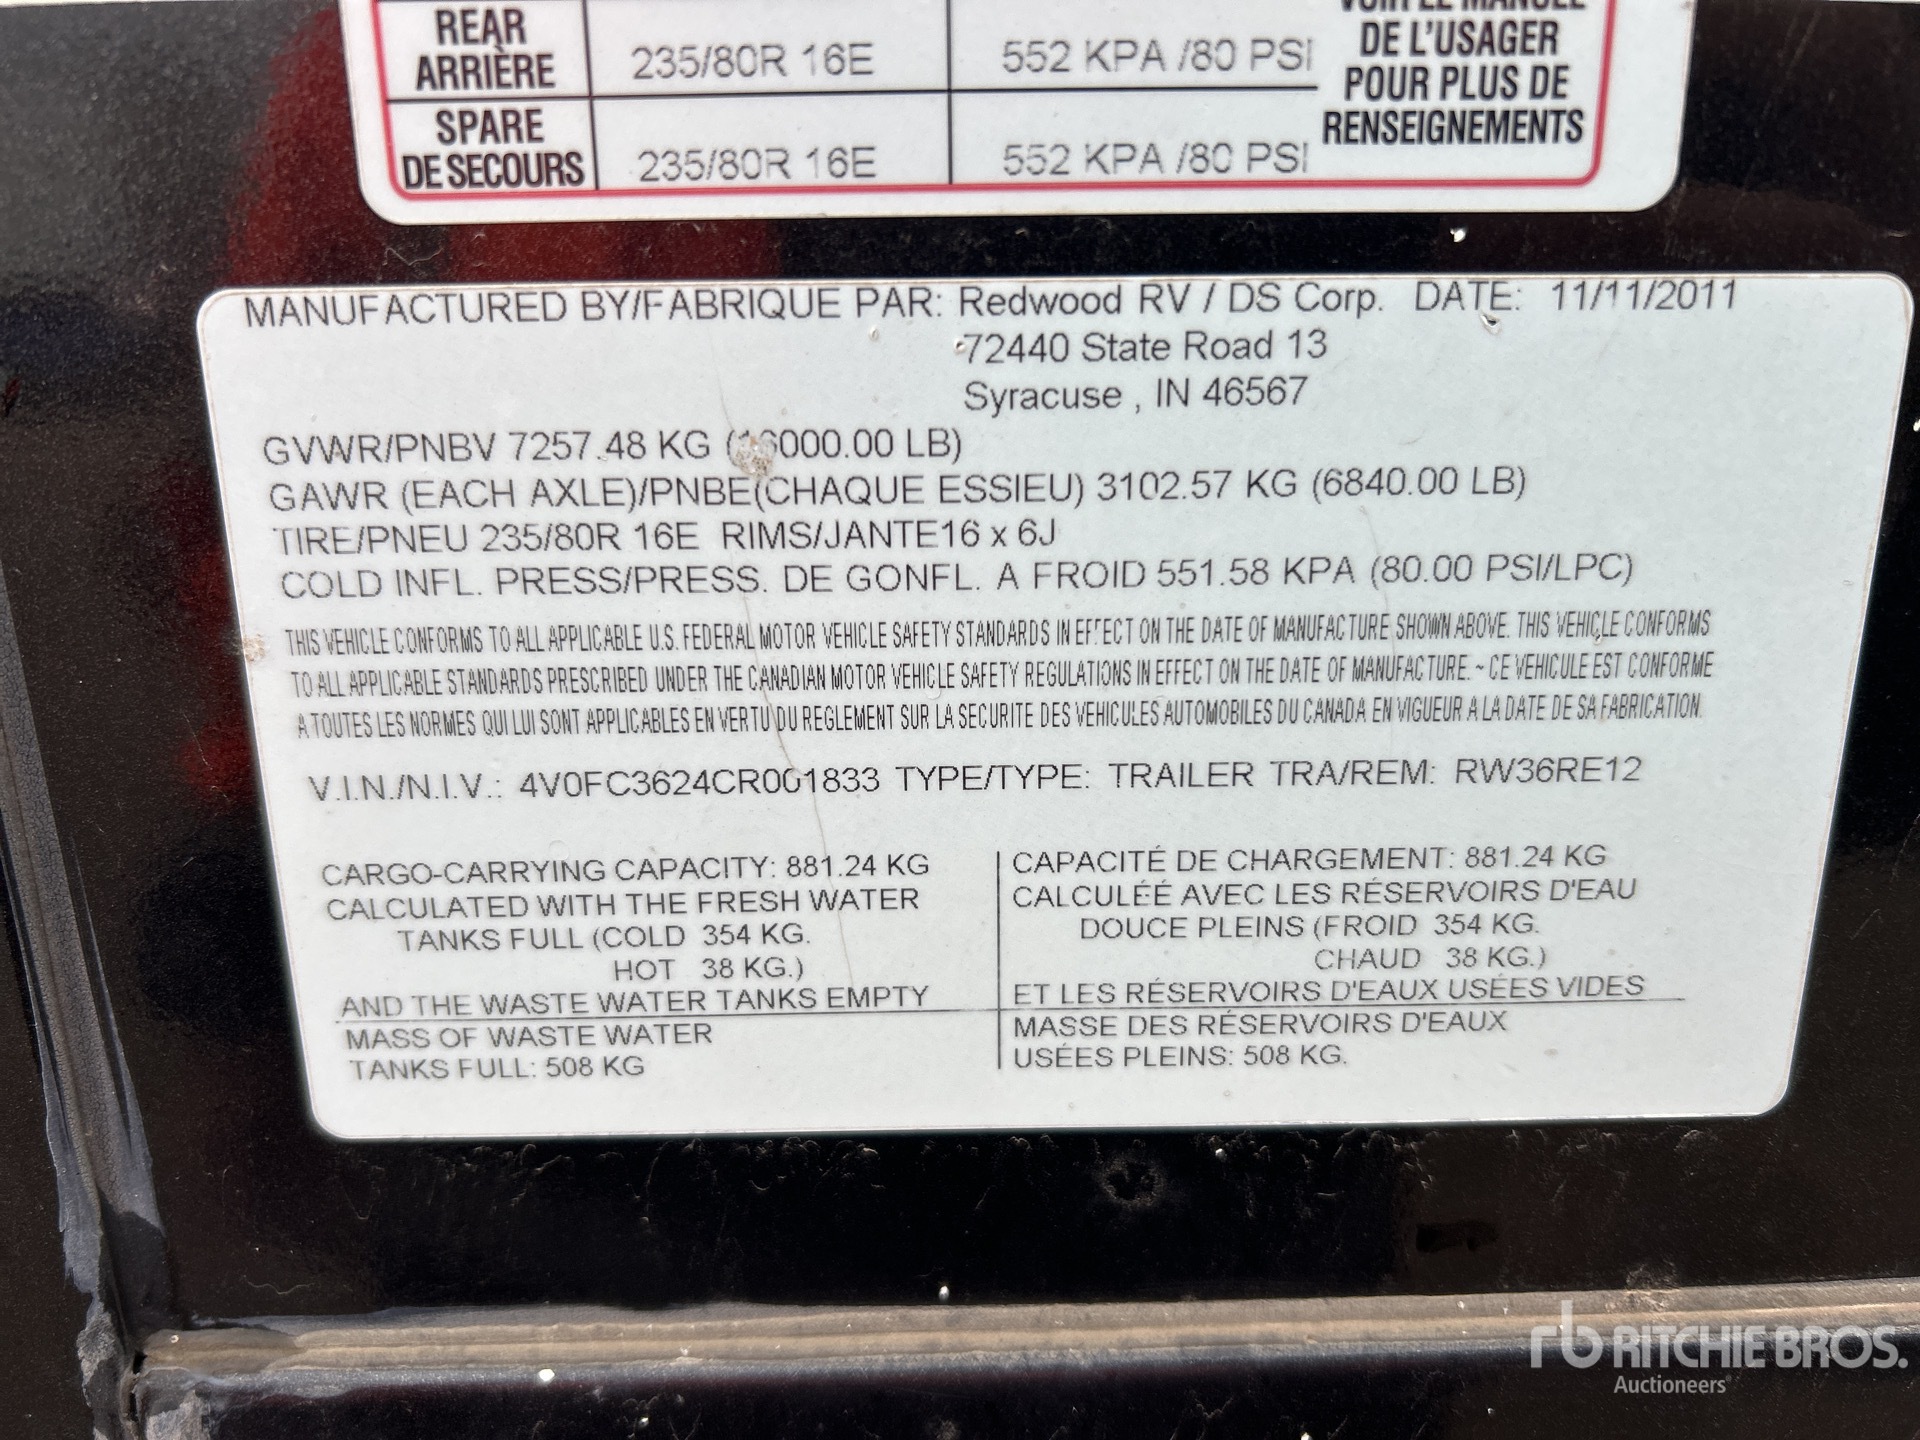 VOIR LE MANUEL
REAR
ARRIÈRE
235/80R 16E
552 KPA /80 PSI
DE L'USAGER
POUR PLUS DE
RENSEIGNEMENTS
SPARE
DE SECOURS
235/80R 16E
552 KPA /80 PSI
MANUFACTURED BY/FABRIQUE PAR: Redwood RV / DS Corp. DATE: 11/11/2011
72440 State Road 13
Syracuse , IN 46567
GVWR/PNBV 7257.48 KG (16000.00 LB)
GAWR (EACH AXLE)/PNBE(CHAQUE ESSIEU) 3102.57 KG (6840.00 LB)
TIRE/PNEU 235/80R 16E RIMS/JANTE16 x 6J
COLD INFL. PRESS/PRESS. DE GONFL. A FROID 551.58 KPA (80.00 PSI/LPC)
THIS VEHICLE CONFORMS TO ALL APPLICABLE U.S. FEDERAL MOTOR VEHICLE SAFETY STANDARDS IN EFFECT ON THE DATE OF MANUFACTURE SHOWN ABOVE. THIS VEHICLE CONFORMS
TO ALL APPLICABLE STANDARDS PRESCRIBED UNDER THE CANADIAN MOTOR VEHICLE SAFETY REGULATIONS IN EFFECT ON THE DATE OF MANUFACTURE. ~ CE VEHICULE EST CONFORME
A TOUTES LES NORMES QUI LUI SONT APPLICABLES EN VERTU DU REGLEMENT SUR LA SECURITE DES VEHICULES AUTOMOBILES DU CANADA EN VIGUEUR A LA DATE DE SA FABRICATION.
V.I.N./N.I.V.: 4V0FC3624CR001833 TYPE/TYPE: TRAILER TRA/REM: RW36RE12
CARGO-CARRYING CAPACITY: 881.24 KG
CALCULATED WITH THE FRESH WATER
TANKS FULL (COLD 354 KG.
HOT 38 KG.)
AND THE WASTE WATER TANKS EMPTY
MASS OF WASTE WATER
TANKS FULL: 508 KG
CAPACITÉ DE CHARGEMENT: 881.24 KG
CALCULÉE AVEC LES RÉSERVOIRS D'EAU
DOUCE PLEINS (FROID 354 KG.
CHAUD 38 KG.)
ET LES RÉSERVOIRS D'EAUX USÉES VIDES
MASSE DES RÉSERVOIRS D'EAUX
USÉES PLEINS: 508 KG.
rb RITCHIE BROS.
Auctioneers